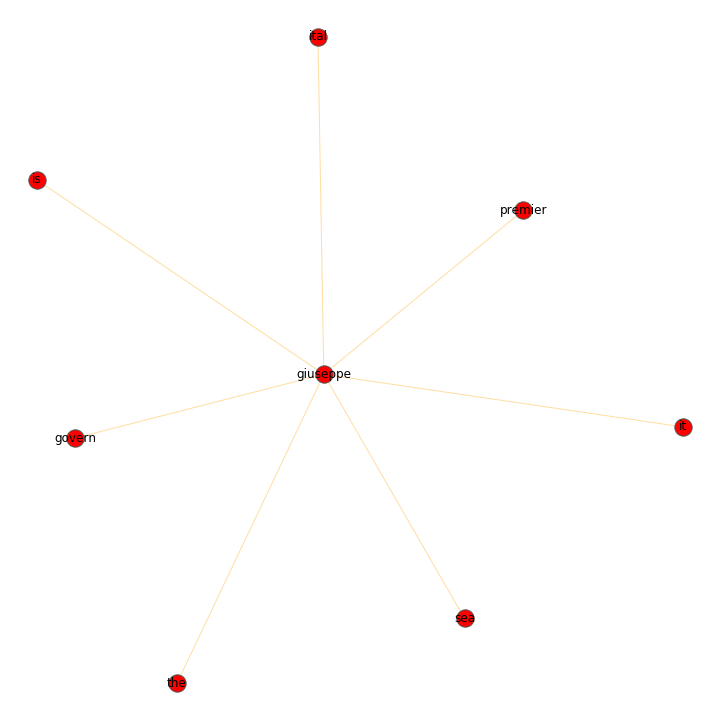 ital
is
premier
giuseppe
it
govern
sea
the